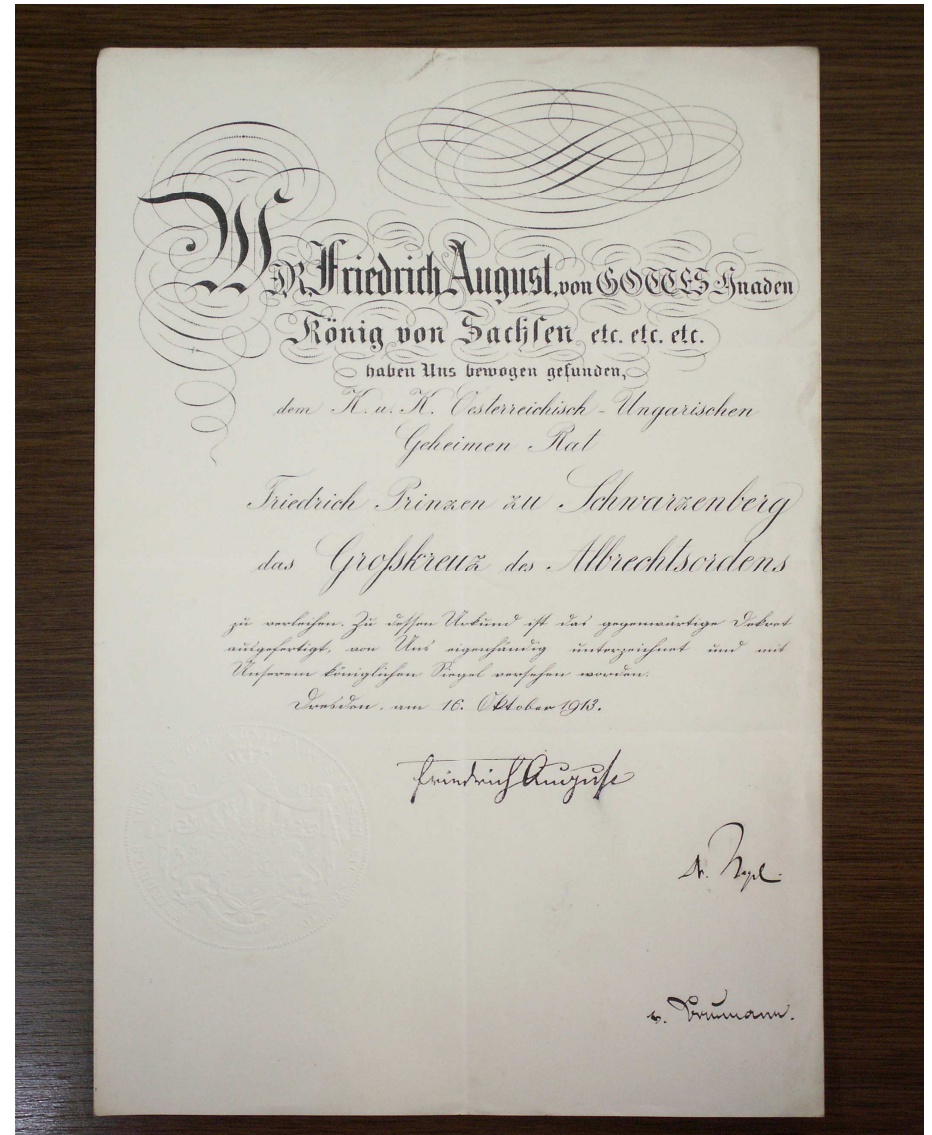 WIR, Friedrich August, von GOTTES Gnaden
König von Sachsen etc. etc. etc.
haben Uns bewogen gefunden,
dem K. u. K. Oesterreichisch-Ungarischen
Geheimen Rat
Friedrich Prinzen zu Schwarzenberg
das Großkreuz des Albrechtsordens
zu verleihen. Zu dessen Urkund ist das gegenwärtige Dekret
ausgefertigt, von Uns eigenhändig unterzeichnet und mit
Unserem königlichen Siegel versehen worden.
Dresden, am 16. Oktober 1913.
Friedrich August